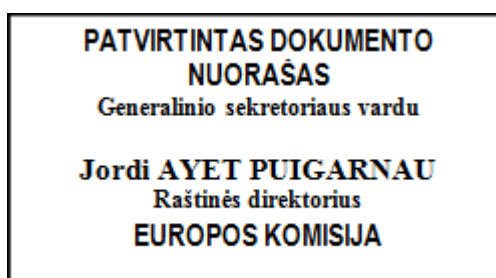 PATVIRTINTAS DOKUMENTO
NUORAŠAS
Generalinio sekretoriaus vardu
Jordi AYET PUIGARNAU
Raštinės direktorius
EUROPOS KOMISIJA